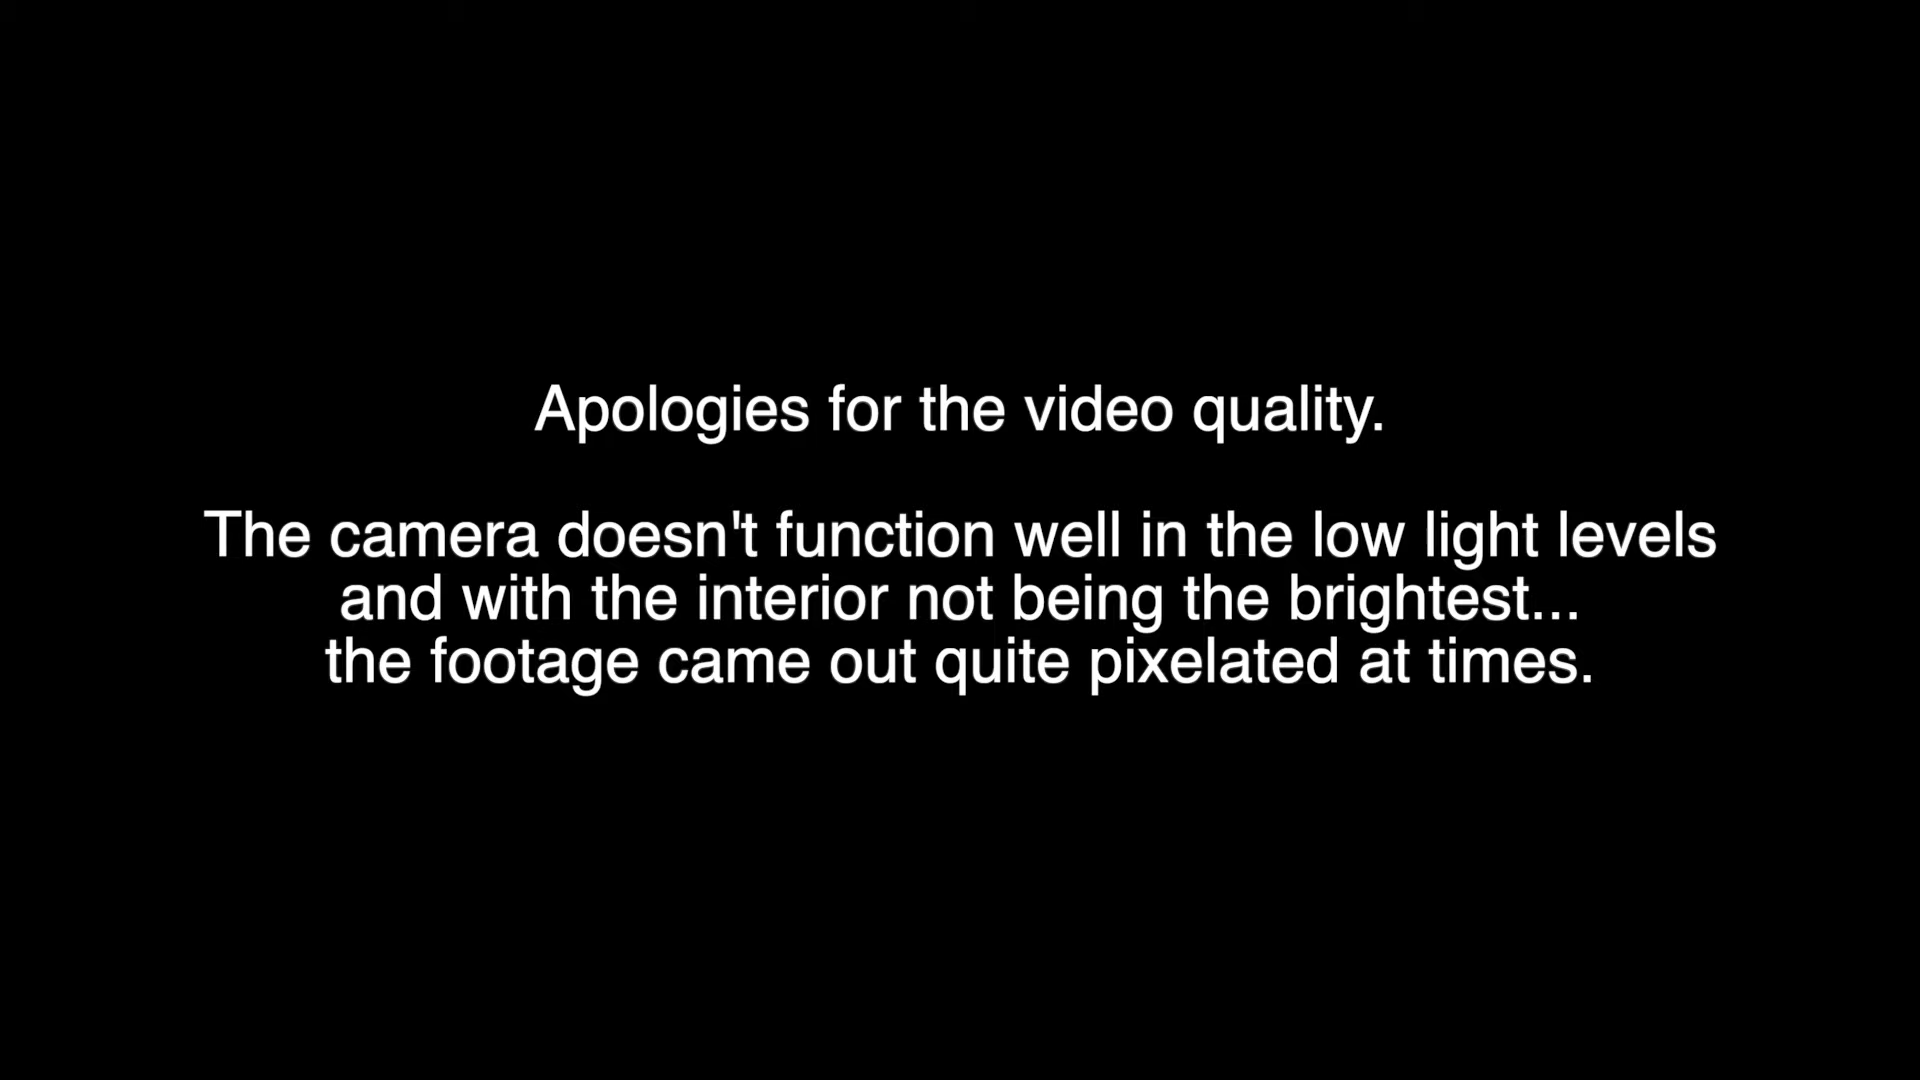 Apologies for the video quality.
The camera doesn't function well in the low light levels
and with the interior not being the brightest...
the footage came out quite pixelated at times.